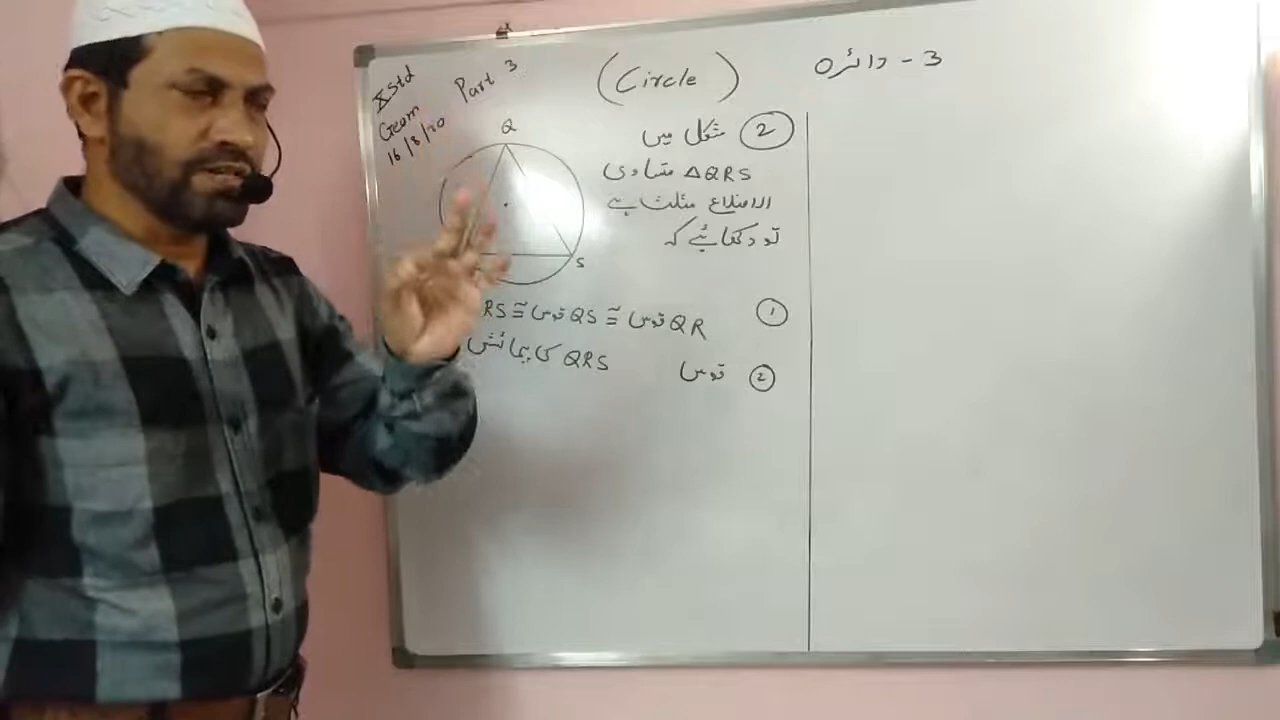 X Std
Geom
16/8/20
Part 3
(Circle)
3 - دائرہ
② شکل میں
ΔQRS متساوی
الاضلاع مثلث ہے
تو دکھائیے کہ
Q
S
① قوس QR ≅ قوس QS ≅ RS
② قوس QRS کی پیمائش